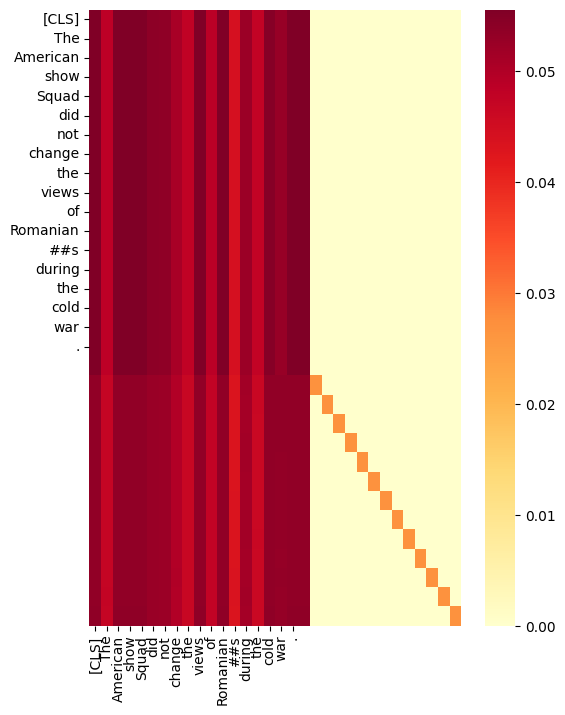 [CLS]
The
American
show
Squad
did
not
change
the
views
of
Romanian
##s
during
the
cold
war
.
0.05
0.04
0.03
0.02
0.01
0.00
[CLS]
The
American
show
Squad
did
not
change
the
views
of
Romanian
##s
during
the
cold
war
.